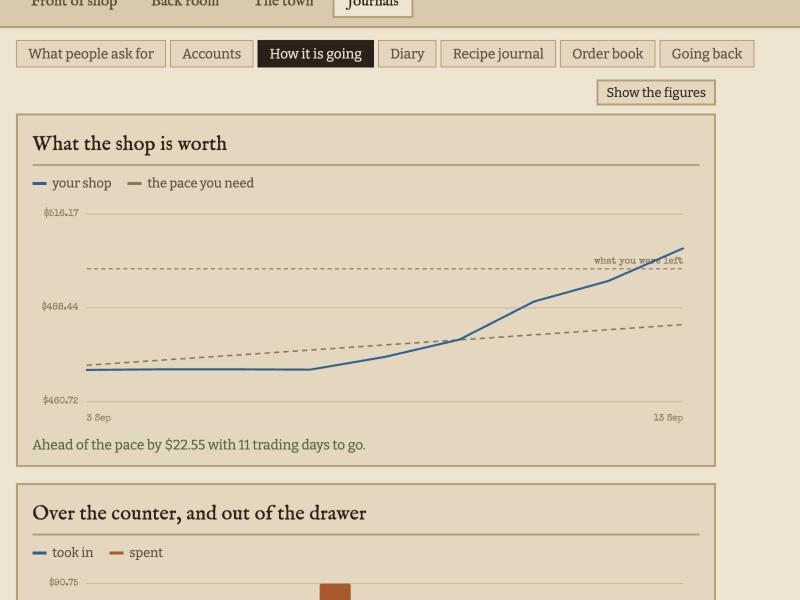 Front of shop Back room The town Journals
What people ask for Accounts How it is going Diary Recipe journal Order book Going back
Show the figures
What the shop is worth
your shop the pace you need
$516.17
what you were left
$488.44
$460.72
3 Sep 13 Sep
Ahead of the pace by $22.55 with 11 trading days to go.
Over the counter, and out of the drawer
took in spent
$90.75